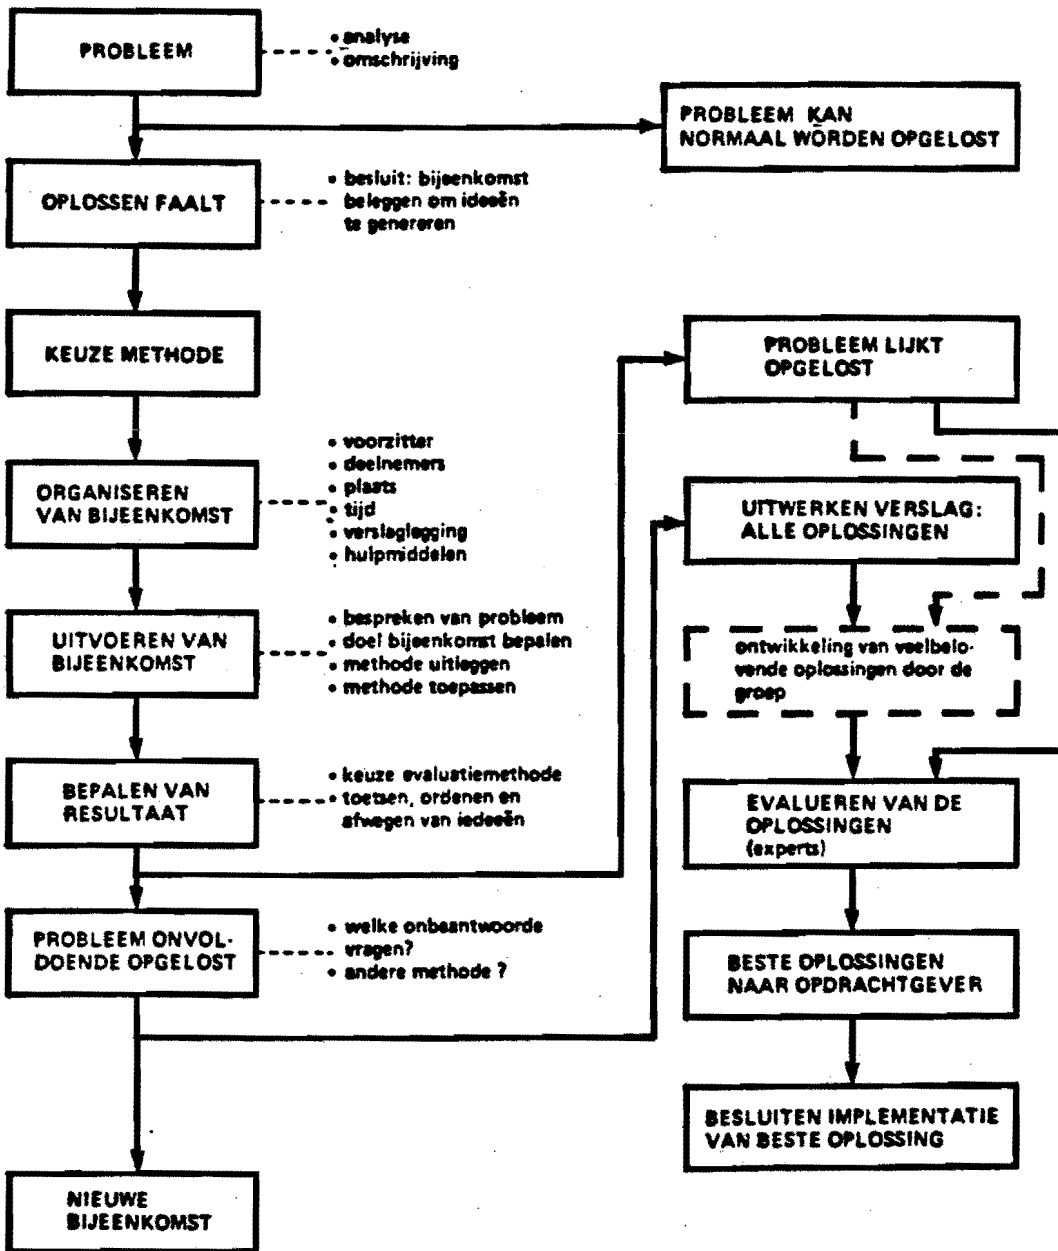 PROBLEEM
• analyse
• omschrijving
PROBLEEM KAN
NORMAAL WORDEN OPGELOST
OPLOSSEN FAALT
• besluit: bijeenkomst
beleggen om ideeën
te genereren
KEUZE METHODE
PROBLEEM LIJKT
OPGELOST
ORGANISEREN
VAN BIJEENKOMST
• voorzitter
• deelnemers
• plaats
• tijd
• verslaglegging
• hulpmiddelen
UITWERKEN VERSLAG:
ALLE OPLOSSINGEN
UITVOEREN VAN
BIJEENKOMST
• bespreken van probleem
• doel bijeenkomst bepalen
• methode uitleggen
• methode toepassen
ontwikkeling van veelbelo-
vende oplossingen door de
groep
BEPALEN VAN
RESULTAAT
• keuze evaluatiemethode
• toetsen, ordenen en
afwegen van iedeeën
EVALUEREN VAN DE
OPLOSSINGEN
(experts)
PROBLEEM ONVOL-
DOENDE OPGELOST
• welke onbeantwoorde
vragen?
• andere methode ?
BESTE OPLOSSINGEN
NAAR OPDRACHTGEVER
BESLUITEN IMPLEMENTATIE
VAN BESTE OPLOSSING
NIEUWE
BIJEENKOMST